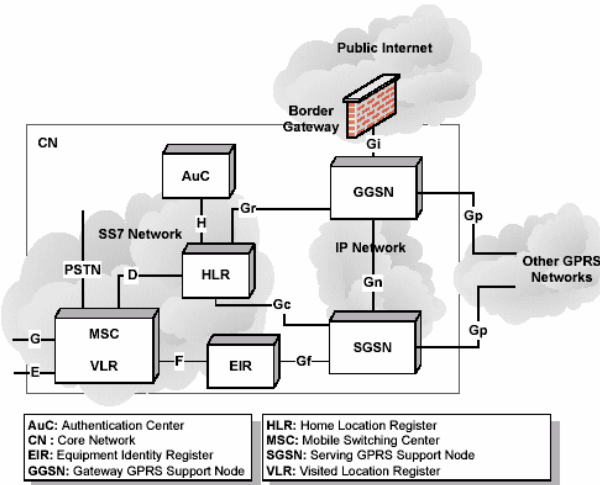 Public Internet
Border
Gateway
CN
Gi
AuC
GGSN
Gr
Gp
H
SS7 Network
IP Network
Other GPRS
Networks
PSTN
D
HLR
Gn
Gc
Gp
G
MSC
VLR
E
F
EIR
Gf
SGSN
AuC: Authentication Center
CN : Core Network
EIR: Equipment Identity Register
GGSN: Gateway GPRS Support Node
HLR: Home Location Register
MSC: Mobile Switching Center
SGSN: Serving GPRS Support Node
VLR: Visited Location Register